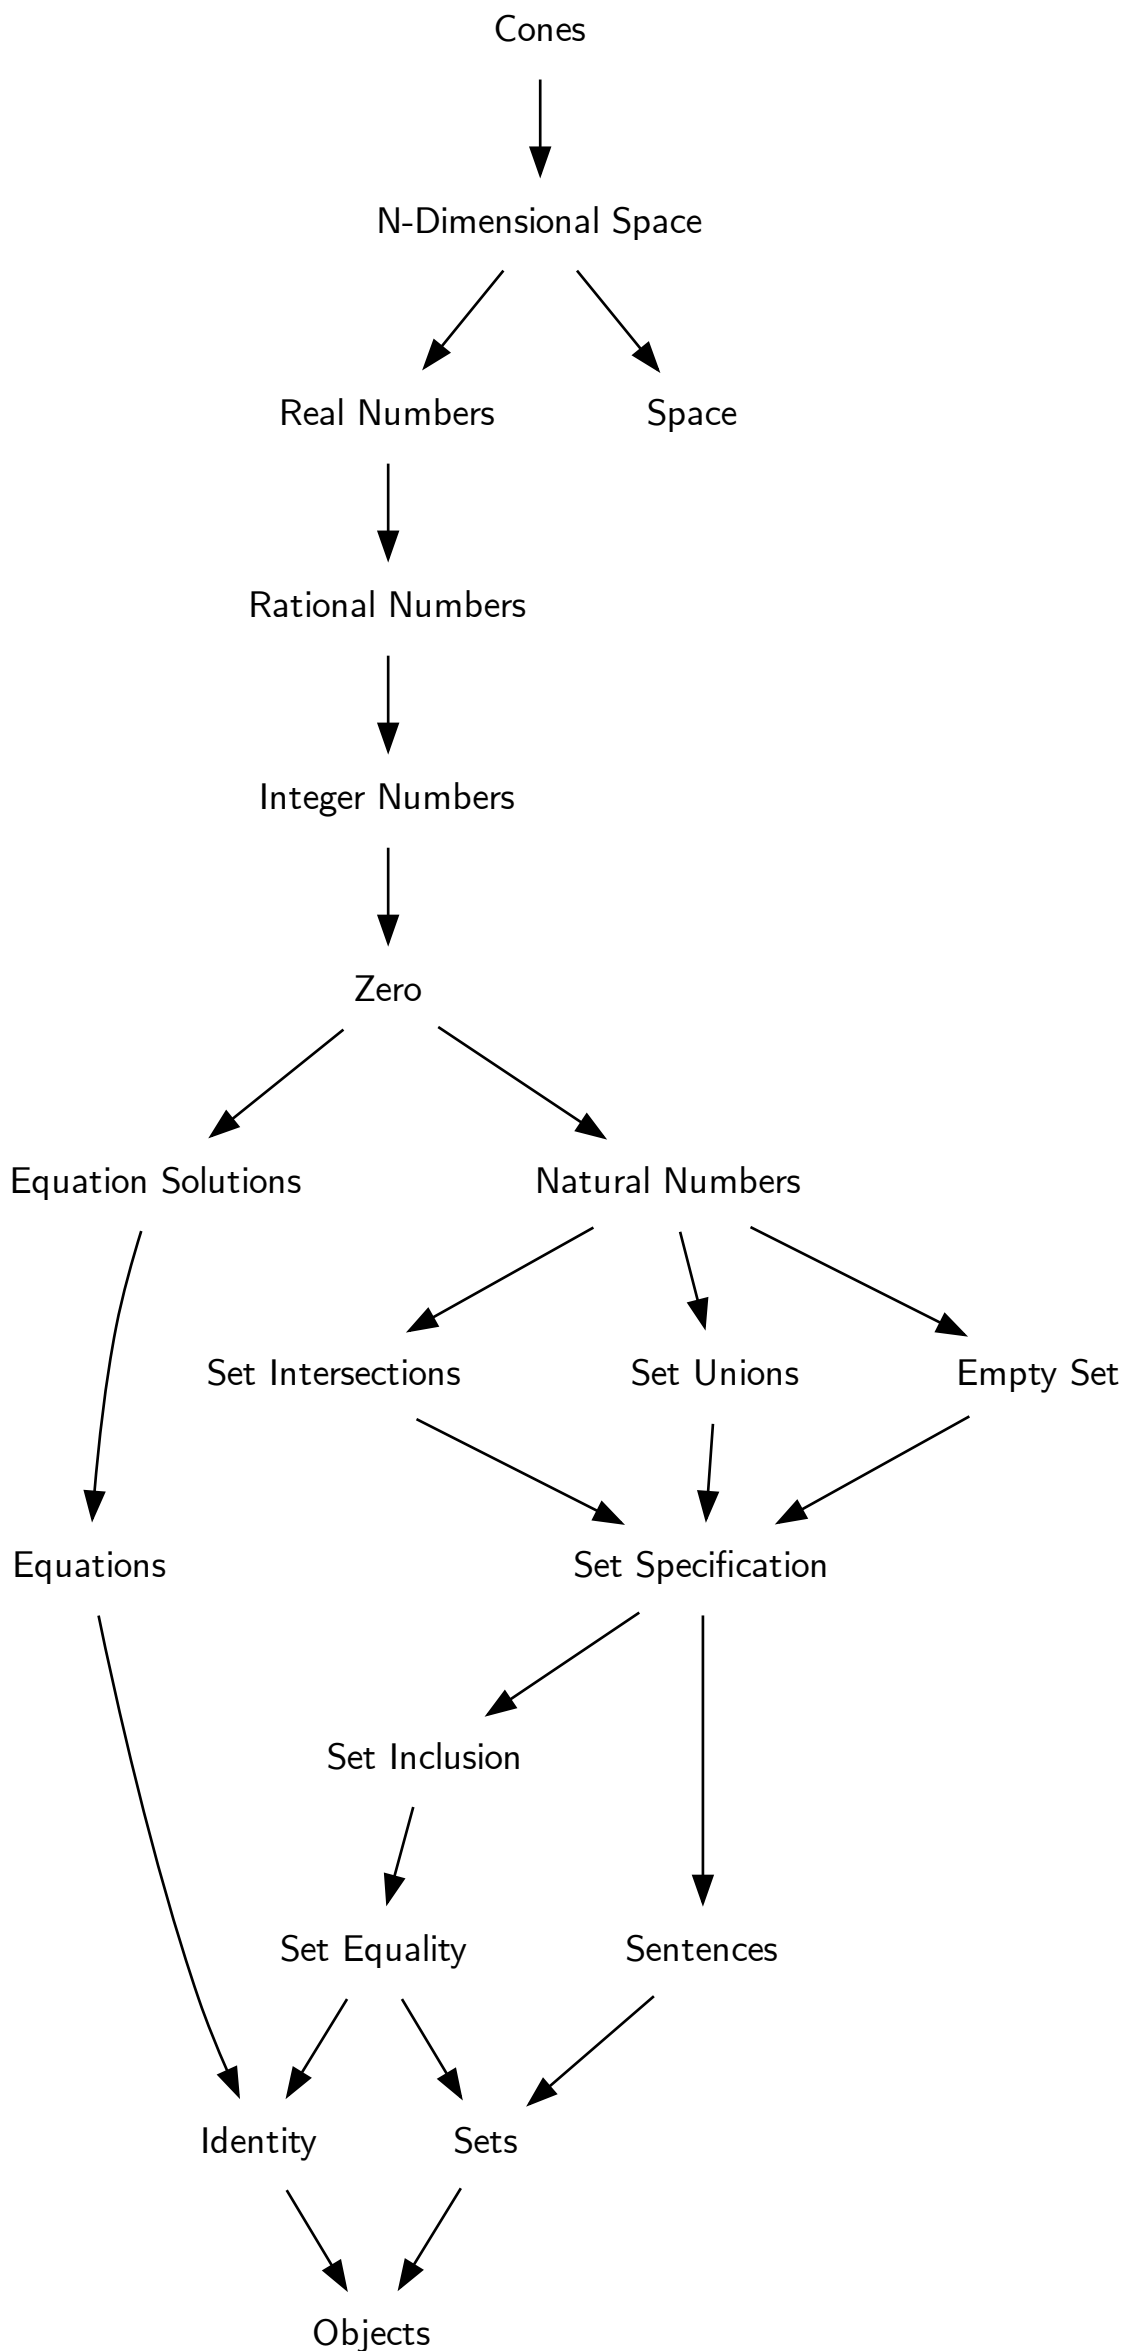 Cones
N-Dimensional Space
Real Numbers
Space
Rational Numbers
Integer Numbers
Zero
Equation Solutions
Natural Numbers
Set Intersections
Set Unions
Empty Set
Equations
Set Specification
Set Inclusion
Set Equality
Sentences
Identity
Sets
Objects